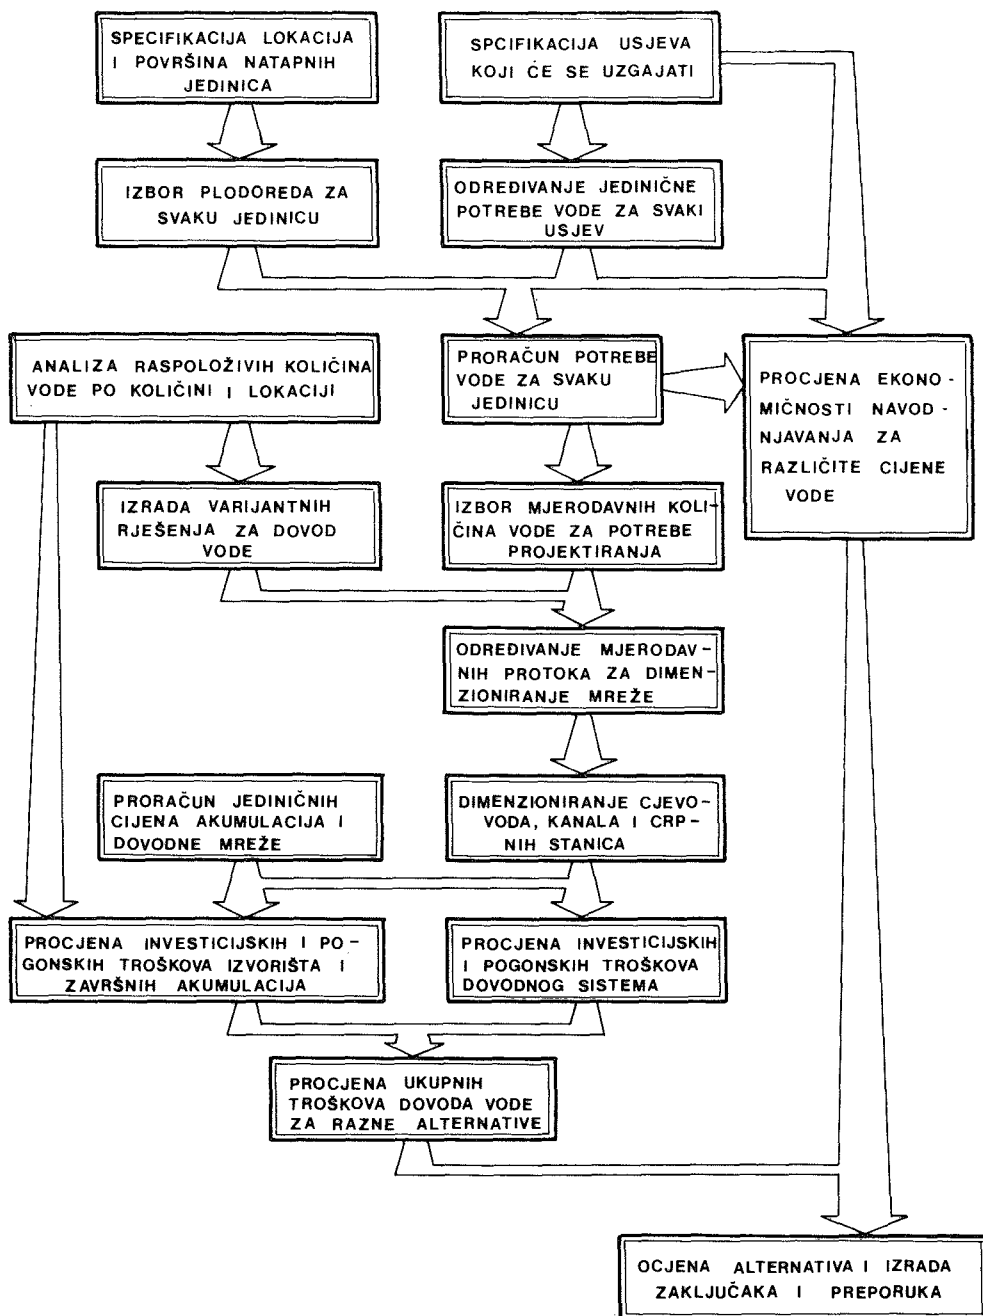 SPECIFIKACIJA LOKACIJA
I POVRŠINA NATAPNIH
JEDINICA
SPCIFIKACIJA USJEVA
KOJI ĆE SE UZGAJATI
IZBOR PLODOREDA ZA
SVAKU JEDINICU
ODREĐIVANJE JEDINIČNE
POTREBE VODE ZA SVAKI
USJEV
ANALIZA RASPOLOŽIVIH KOLIČINA
VODE PO KOLIČINI I LOKACIJI
PRORAČUN POTREBE
VODE ZA SVAKU
JEDINICU
PROCJENA EKONO-
MIČNOSTI NAVOD-
NJAVANJA ZA
RAZLIČITE CIJENE
VODE
IZRADA VARIJANTNIH
RJEŠENJA ZA DOVOD
VODE
IZBOR MJERODAVNIH KOLI-
ČINA VODE ZA POTREBE
PROJEKTIRANJA
ODREĐIVANJE MJERODAV-
NIH PROTOKA ZA DIMEN-
ZIONIRANJE MREŽE
PRORAČUN JEDINIČNIH
CIJENA AKUMULACIJA I
DOVODNE MREŽE
DIMENZIONIRANJE CJEVO-
VODA, KANALA I CRP-
NIH STANICA
PROCJENA INVESTICIJSKIH I PO-
GONSKIH TROŠKOVA IZVORIŠTA I
ZAVRŠNIH AKUMULACIJA
PROCJENA INVESTICIJSKIH
I POGONSKIH TROŠKOVA
DOVODNOG SISTEMA
PROCJENA UKUPNIH
TROŠKOVA DOVODA VODE
ZA RAZNE ALTERNATIVE
OCJENA ALTERNATIVA I IZRADA
ZAKLJUČAKA I PREPORUKA